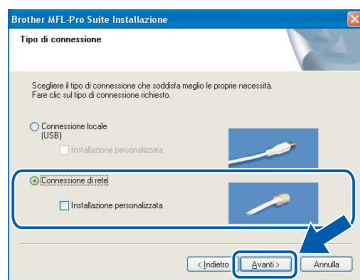 Brother MFL-Pro Suite Installazione
Tipo di connessione
Scegliere il tipo di connessione che soddisfa meglio le proprie necessità.
Fare clic sul tipo di connessione richiesto.
Connessione locale
(USB)
Installazione personalizzata
Connessione di rete
Installazione personalizzata
< Indietro
Avanti >
Annulla